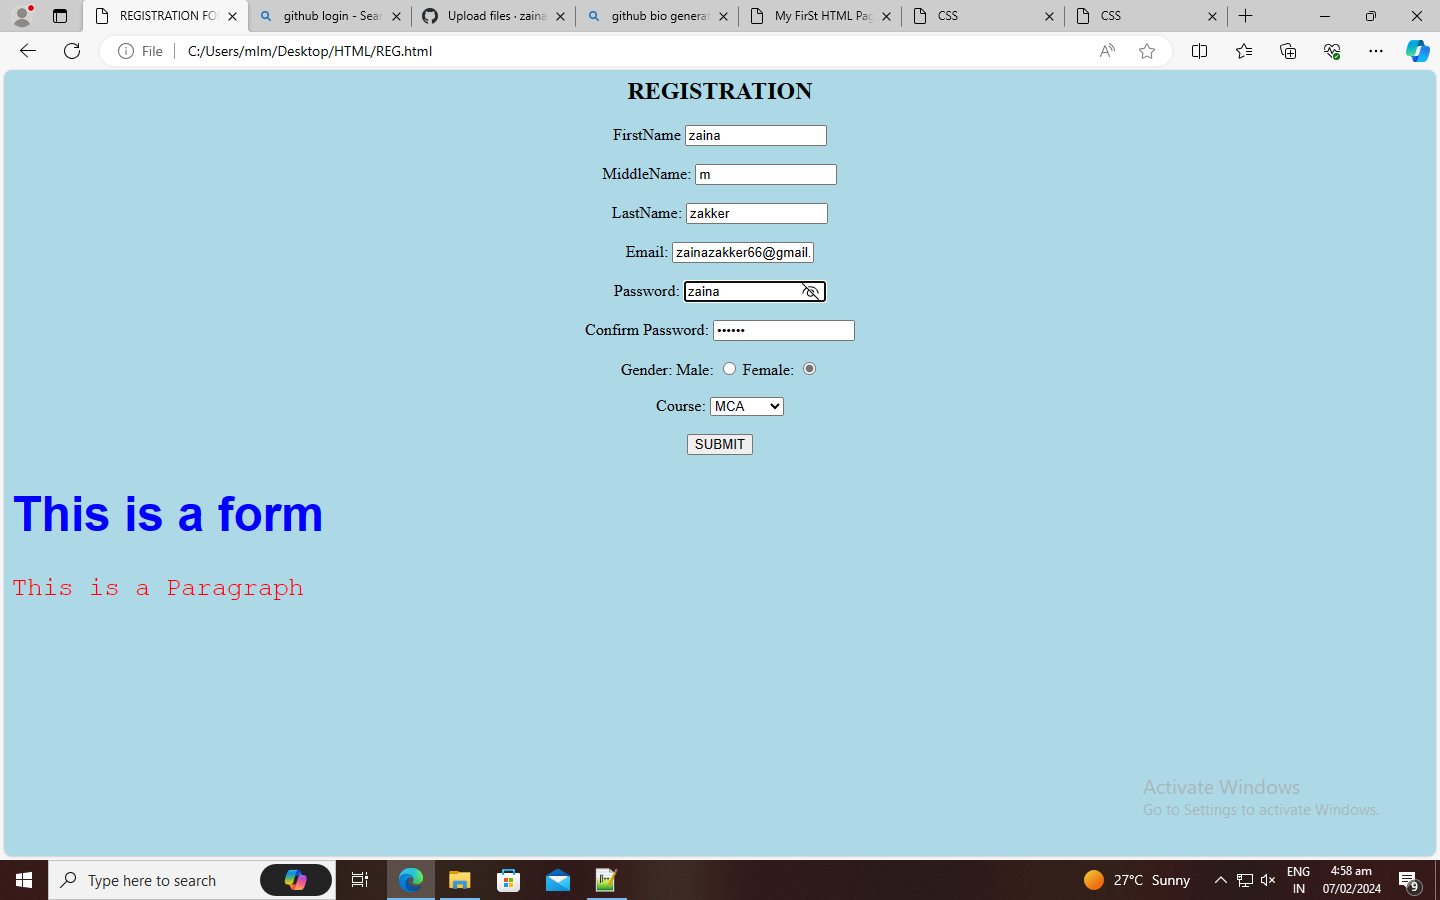 REGISTRATION FO
github login - Sear
Upload files · zaina
github bio generat
My FirSt HTML Pag
CSS
CSS
File
C:/Users/mlm/Desktop/HTML/REG.html
REGISTRATION
FirstName zaina
MiddleName: m
LastName: zakker
Email: zainazakker66@gmail.
Password: zaina
Confirm Password: ••••••
Gender: Male: Female:
Course: MCA
SUBMIT
This is a form
This is a Paragraph
Activate Windows
Go to Settings to activate Windows.
Type here to search
27°C Sunny
ENG
IN
4:58 am
07/02/2024
9